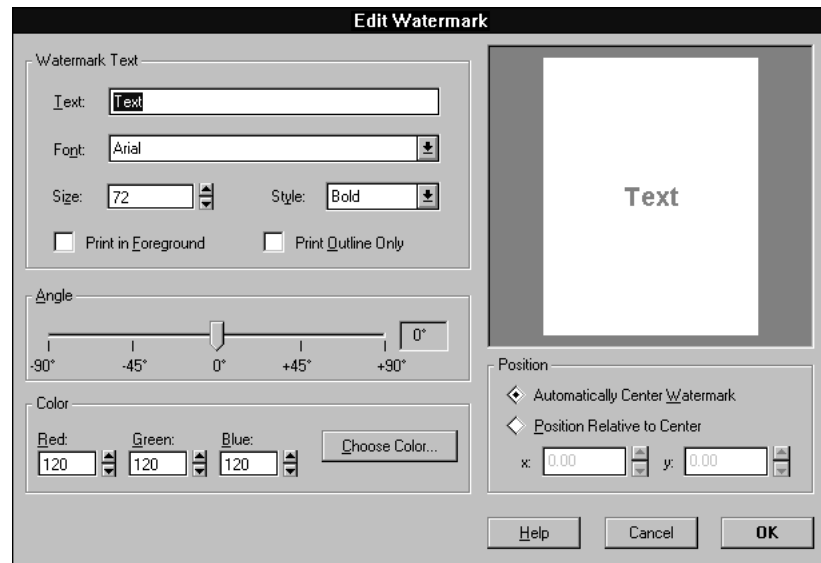 Edit Watermark
Watermark Text
Text: Text
Font: Arial
Size: 72 Style: Bold
Print in Foreground Print Outline Only
Text
Angle
0°
-90° -45° 0° +45° +90°
Color
Red: Green: Blue:
120 120 120 Choose Color...
Position
Automatically Center Watermark
Position Relative to Center
x: 0.00 y: 0.00
Help Cancel OK